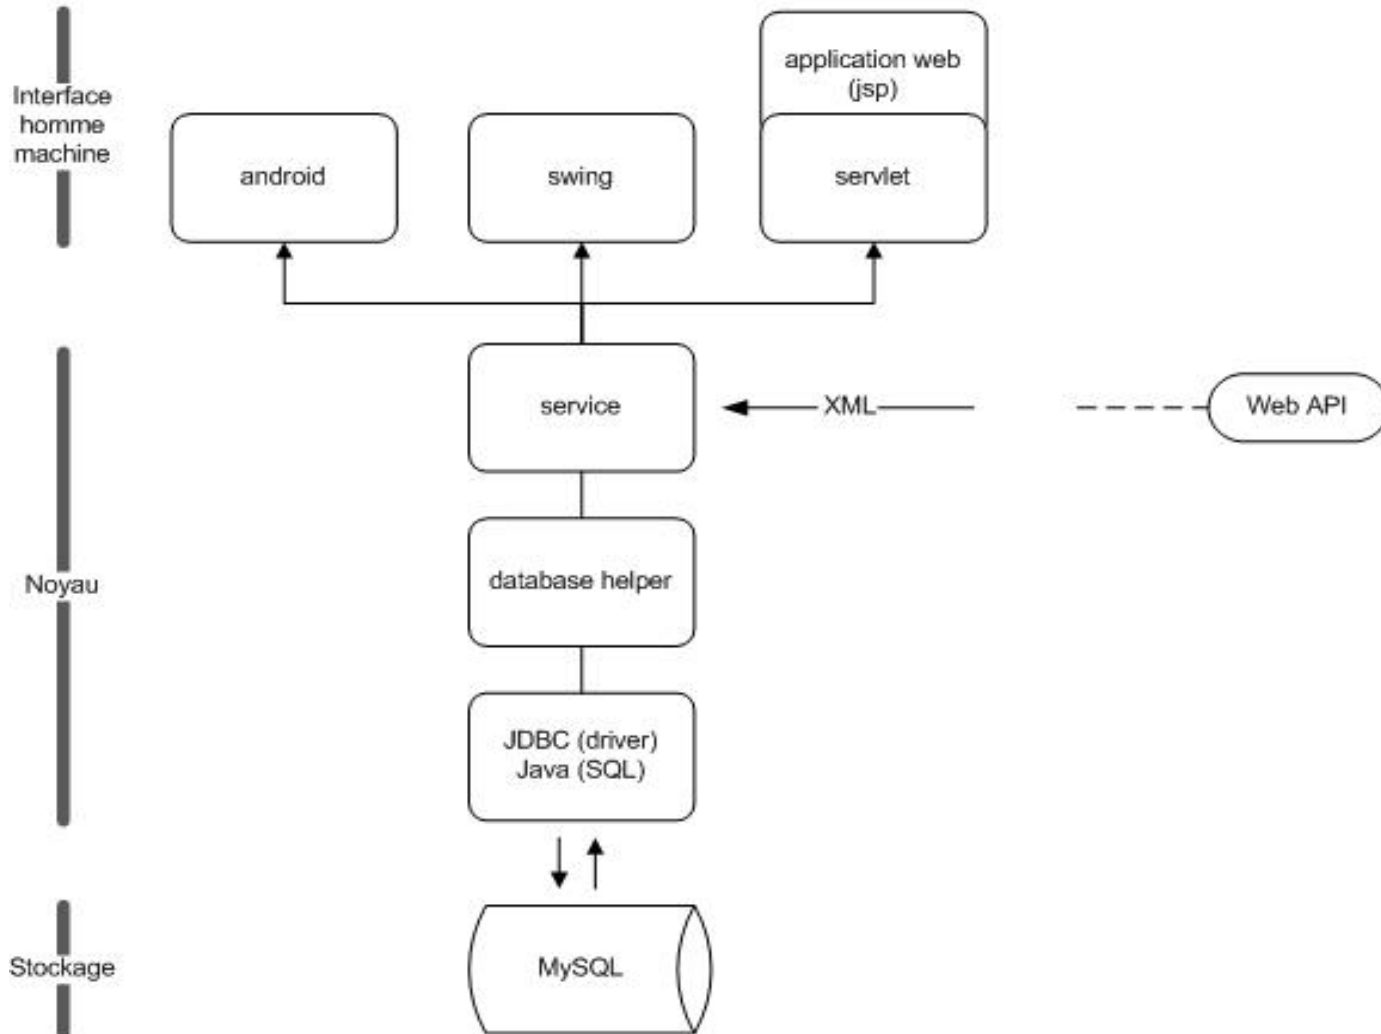 application web
(jsp)
Interface
homme
machine
android
swing
servlet
service
XML
Web API
Noyau
database helper
JDBC (driver)
Java (SQL)
Stockage
MySQL